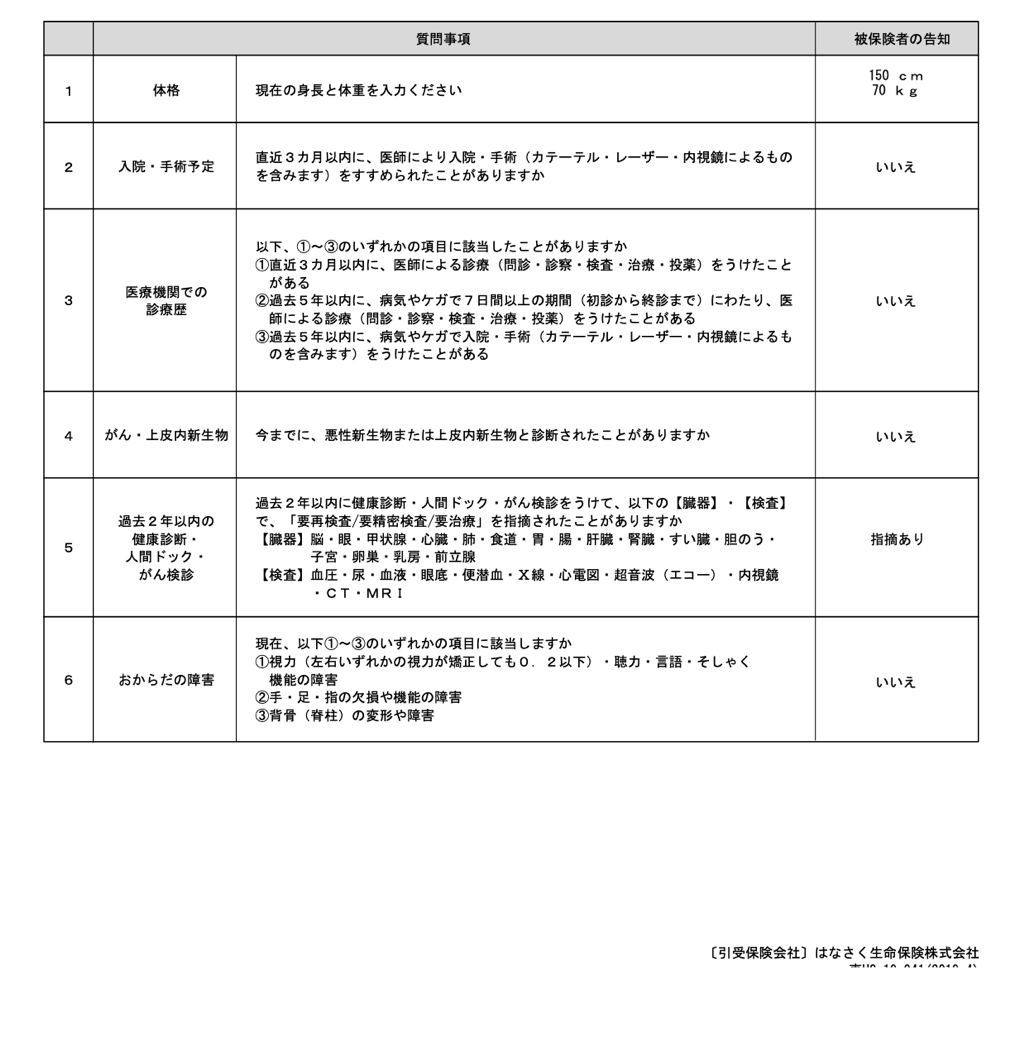 質問事項
被保険者の告知
1
体格
現在の身長と体重を入力ください
150 ｃｍ
70 ｋｇ
2
入院・手術予定
直近３カ月以内に、医師により入院・手術（カテーテル・レーザー・内視鏡によるもの
を含みます）をすすめられたことがありますか
いいえ
3
医療機関での
診療歴
以下、①～③のいずれかの項目に該当したことがありますか
①直近３カ月以内に、医師による診療（問診・診察・検査・治療・投薬）をうけたこと
がある
②過去５年以内に、病気やケガで７日間以上の期間（初診から終診まで）にわたり、医
師による診療（問診・診察・検査・治療・投薬）をうけたことがある
③過去５年以内に、病気やケガで入院・手術（カテーテル・レーザー・内視鏡によるも
のを含みます）をうけたことがある
いいえ
4
がん・上皮内新生物
今までに、悪性新生物または上皮内新生物と診断されたことがありますか
いいえ
5
過去２年以内の
健康診断・
人間ドック・
がん検診
過去２年以内に健康診断・人間ドック・がん検診をうけて、以下の【臓器】・【検査】
で、「要再検査/要精密検査/要治療」を指摘されたことがありますか
【臓器】脳・眼・甲状腺・心臓・肺・食道・胃・腸・肝臓・腎臓・すい臓・胆のう・
子宮・卵巣・乳房・前立腺
【検査】血圧・尿・血液・眼底・便潜血・Ｘ線・心電図・超音波（エコー）・内視鏡
・ＣＴ・ＭＲＩ
指摘あり
6
おからだの障害
現在、以下①～③のいずれかの項目に該当しますか
①視力（左右いずれかの視力が矯正しても０．２以下）・聴力・言語・そしゃく
機能の障害
②手・足・指の欠損や機能の障害
③背骨（脊柱）の変形や障害
いいえ
〔引受保険会社〕はなさく生命保険株式会社